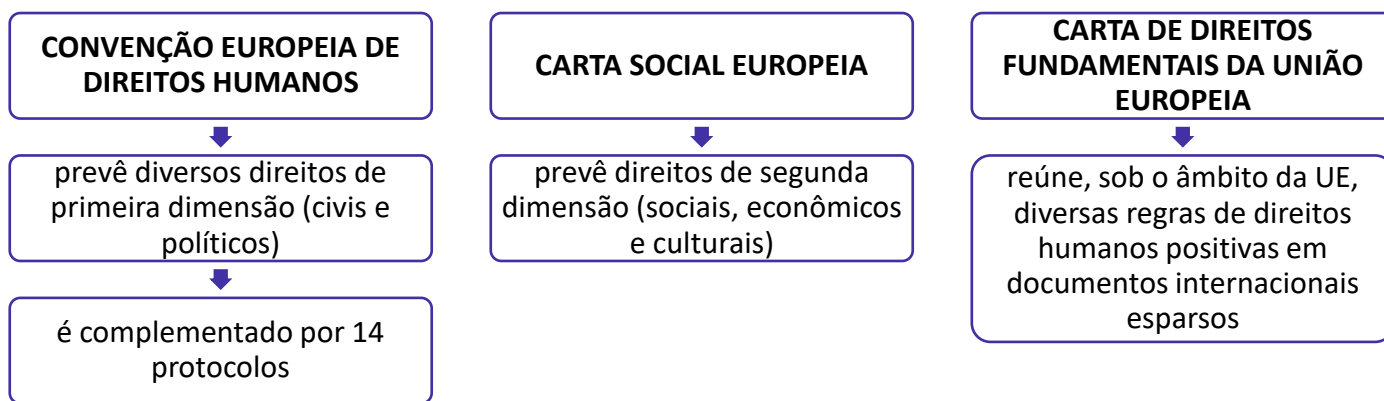 CONVENÇÃO EUROPEIA DE
DIREITOS HUMANOS
prevê diversos direitos de
primeira dimensão (civis e
políticos)
é complementado por 14
protocolos
CARTA SOCIAL EUROPEIA
prevê direitos de segunda
dimensão (sociais, econômicos
e culturais)
CARTA DE DIREITOS
FUNDAMENTAIS DA UNIÃO
EUROPEIA
reúne, sob o âmbito da UE,
diversas regras de direitos
humanos positivas em
documentos internacionais
esparsos